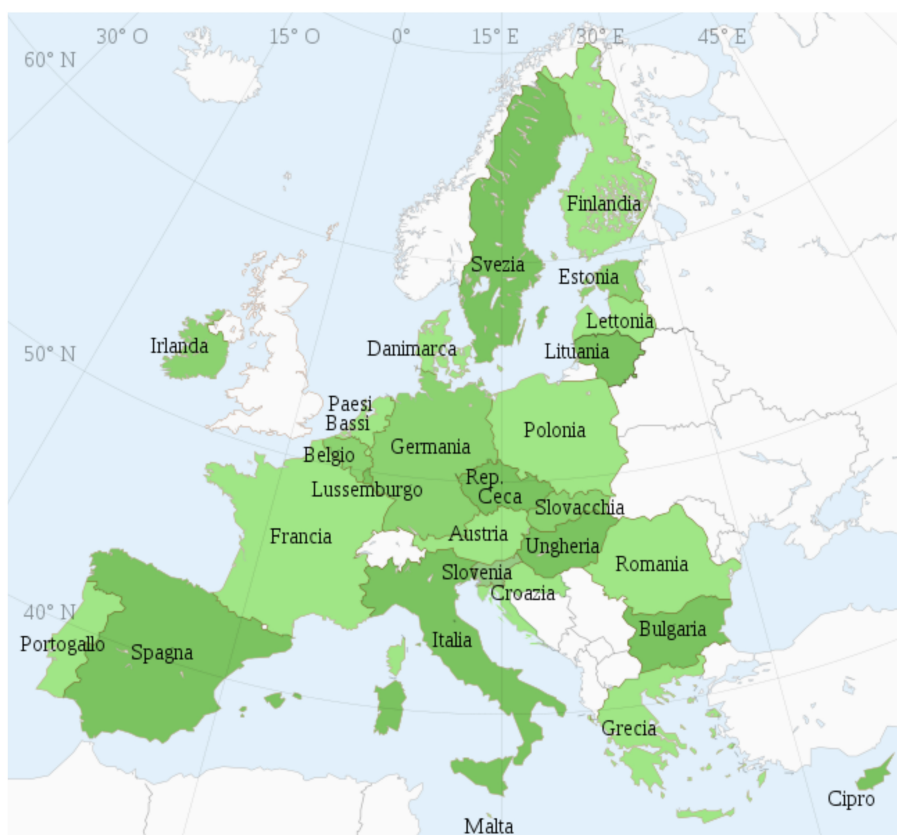 30° O
15° O
0°
15° E
30° E
45° E
60° N
Finlandia
Svezia
Estonia
Lettonia
Irlanda
Danimarca
Lituania
50° N
Paesi
Bassi
Polonia
Germania
Belgio
Rep.
Ceca
Lussemburgo
Slovacchia
Francia
Austria
Ungheria
Romania
Slovenia
Croazia
40° N
Portogallo
Spagna
Italia
Bulgaria
Grecia
Cipro
Malta